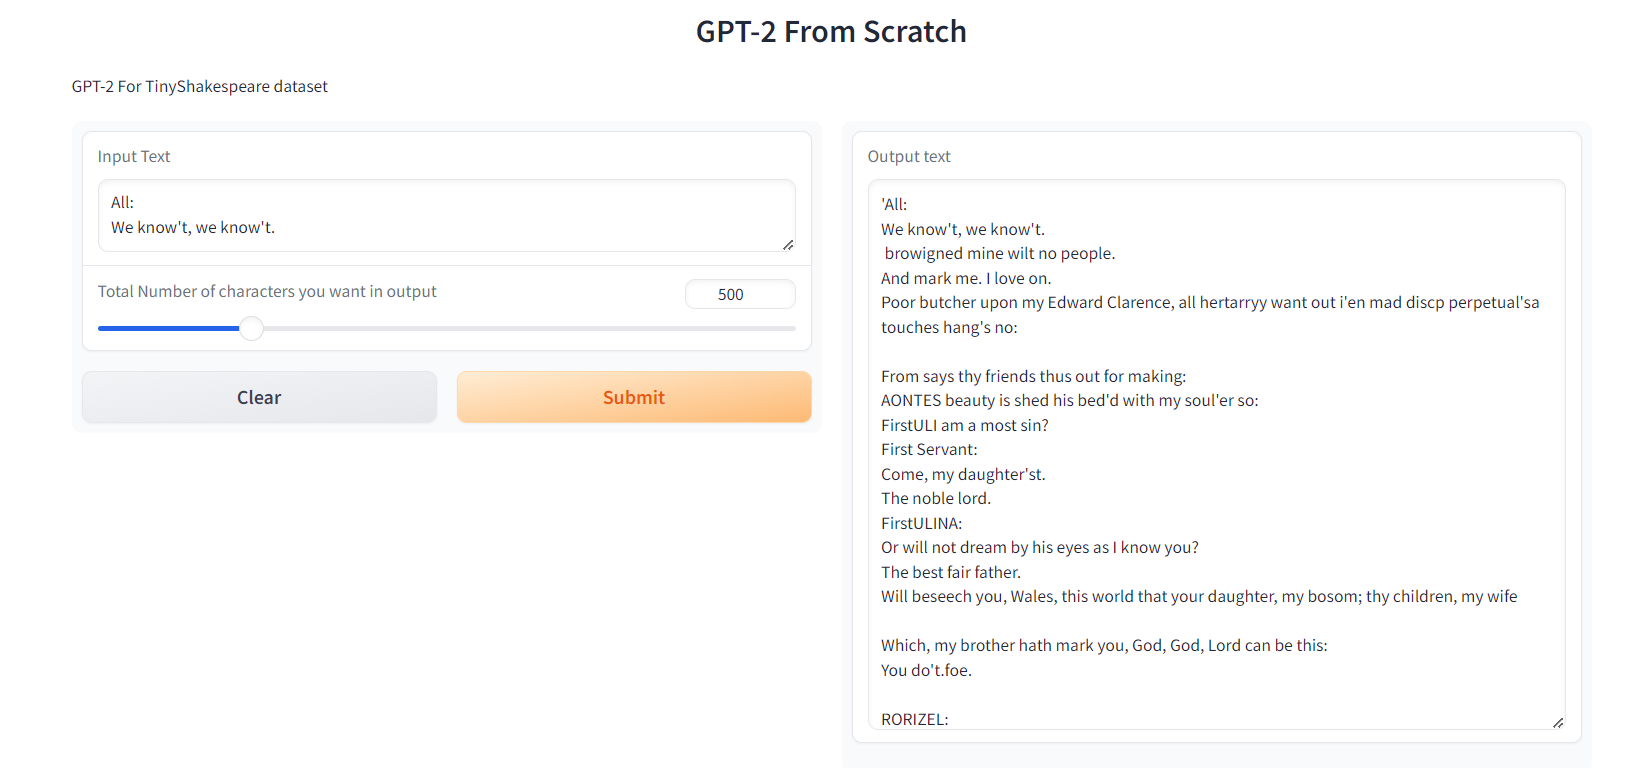 GPT-2 From Scratch
GPT-2 For TinyShakespeare dataset
Input Text
All:
We know't, we know't.
Total Number of characters you want in output
500
Clear
Submit
Output text
'All:
We know't, we know't.
browigned mine wilt no people.
And mark me. I love on.
Poor butcher upon my Edward Clarence, all hertarryy want out i'en mad discp perpetual'sa
touches hang's no:
From says thy friends thus out for making:
AONTES beauty is shed his bed'd with my soul'er so:
FirstULI am a most sin?
First Servant:
Come, my daughter'st.
The noble lord.
FirstULINA:
Or will not dream by his eyes as I know you?
The best fair father.
Will beseech you, Wales, this world that your daughter, my bosom; thy children, my wife
Which, my brother hath mark you, God, God, Lord can be this:
You do't.foe.
RORIZEL: